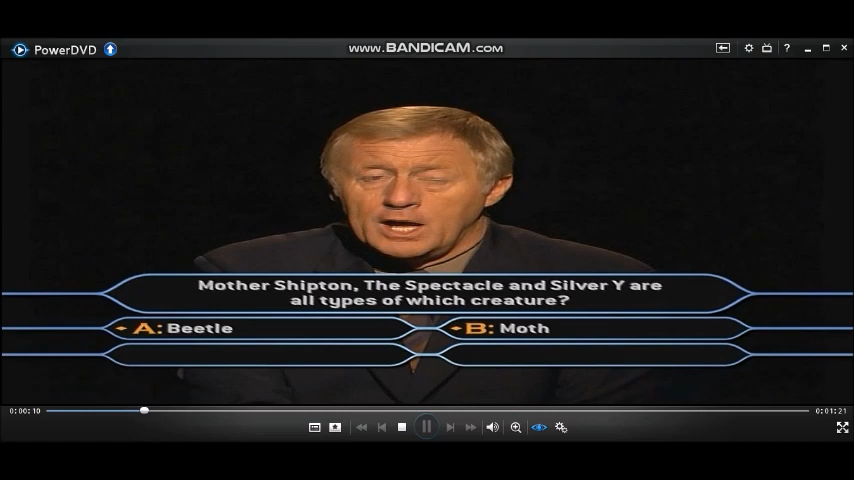 PowerDVD
www.BANDICAM.com
?
Mother Shipton, The Spectacle and Silver Y are
all types of which creature?
A: Beetle
B: Moth
0:00:10
0:01:21